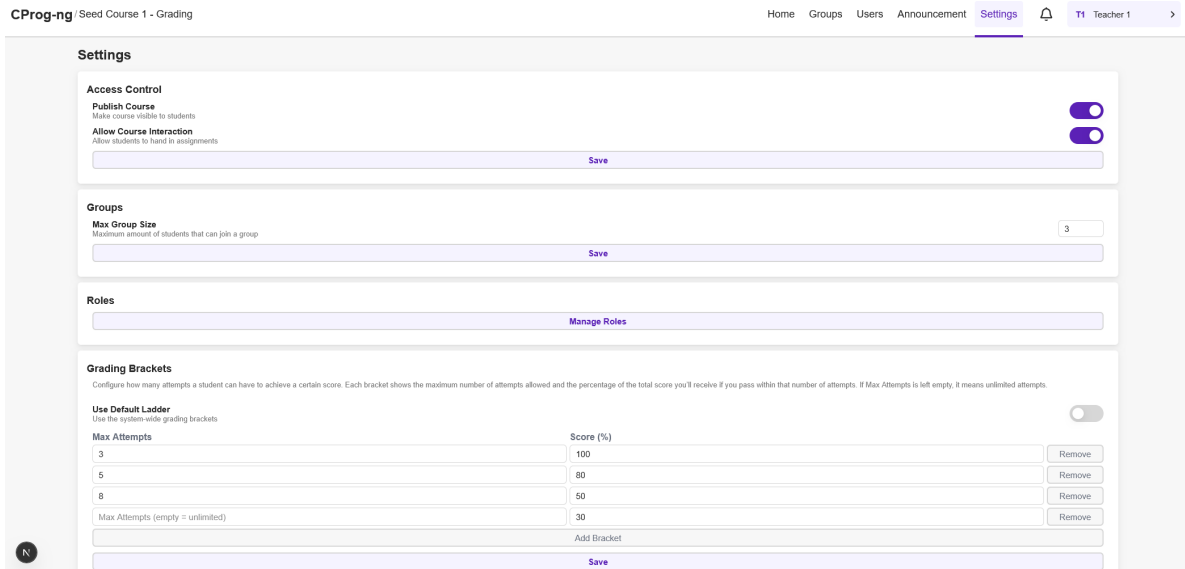 CProg-ng / Seed Course 1 - Grading
Home Groups Users Announcement Settings T1 Teacher 1
Settings
Access Control
Publish Course
Make course visible to students
Allow Course Interaction
Allow students to hand in assignments
Save
Groups
Max Group Size
Maximum amount of students that can join a group
3
Save
Roles
Manage Roles
Grading Brackets
Configure how many attempts a student can have to achieve a certain score. Each bracket shows the maximum number of attempts allowed and the percentage of the total score you'll receive if you pass within that number of attempts. If Max Attempts is left empty, it means unlimited attempts.
Use Default Ladder
Use the system-wide grading brackets
Max Attempts Score (%)
3 100 Remove
5 80 Remove
8 50 Remove
Max Attempts (empty = unlimited) 30 Remove
Add Bracket
N
Save